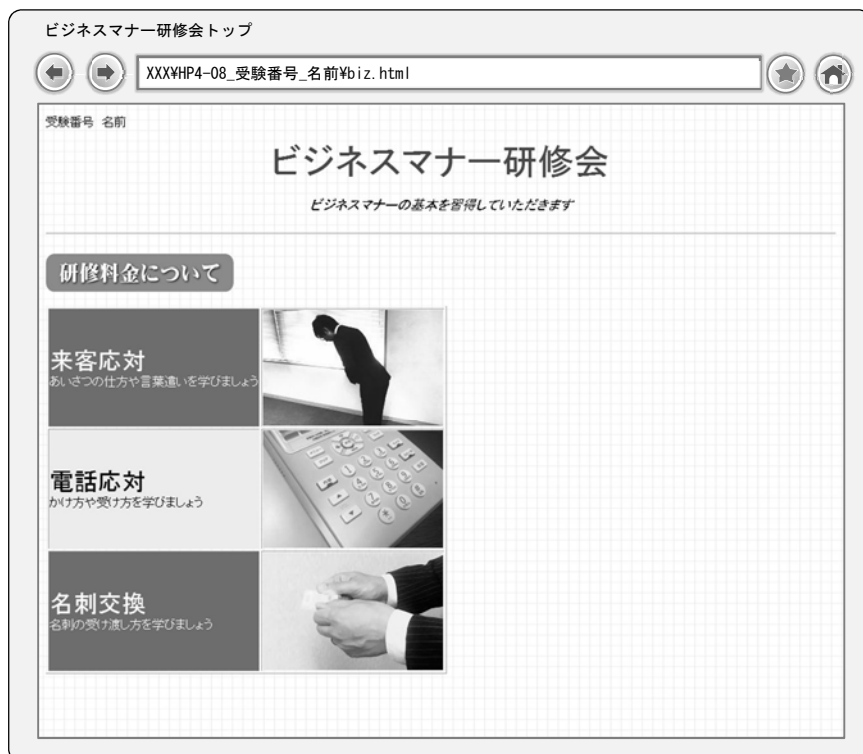 ビジネスマナー研修会トップ
XXX¥HP4-08_受験番号_名前¥biz.html
受験番号 名前
ビジネスマナー研修会
ビジネスマナーの基本を習得していただきます
研修料金について
来客応対
あいさつの仕方や言葉遣いを学びましょう
電話応対
かけ方や受け方を学びましょう
名刺交換
名刺の受け渡し方を学びましょう